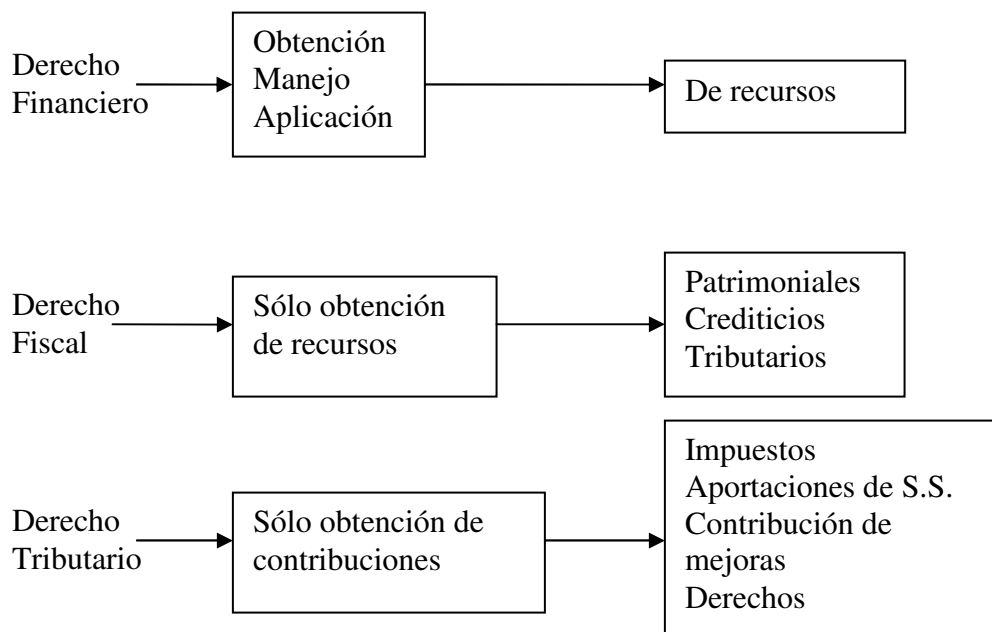 Derecho
Financiero
Obtención
Manejo
Aplicación
De recursos
Derecho
Fiscal
Sólo obtención
de recursos
Patrimoniales
Crediticios
Tributarios
Derecho
Tributario
Sólo obtención de
contribuciones
Impuestos
Aportaciones de S.S.
Contribución de
mejoras
Derechos